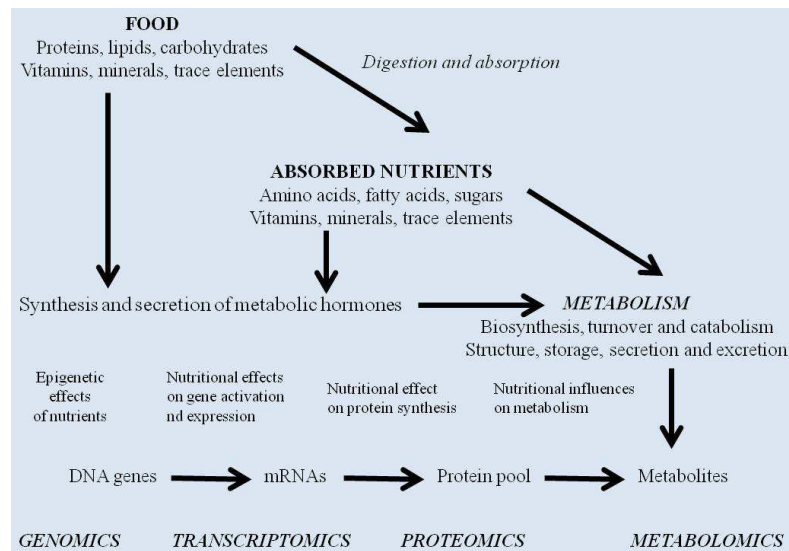 FOOD
Proteins, lipids, carbohydrates
Vitamins, minerals, trace elements
Digestion and absorption
ABSORBED NUTRIENTS
Amino acids, fatty acids, sugars
Vitamins, minerals, trace elements
Synthesis and secretion of metabolic hormones
METABOLISM
Biosynthesis, turnover and catabolism
Structure, storage, secretion and excretion
Epigenetic
effects
of nutrients
Nutritional effects
on gene activation
nd expression
Nutritional effect
on protein synthesis
Nutritional influences
on metabolism
DNA genes
mRNAs
Protein pool
Metabolites
GENOMICS
TRANSCRIPTOMICS
PROTEOMICS
METABOLOMICS